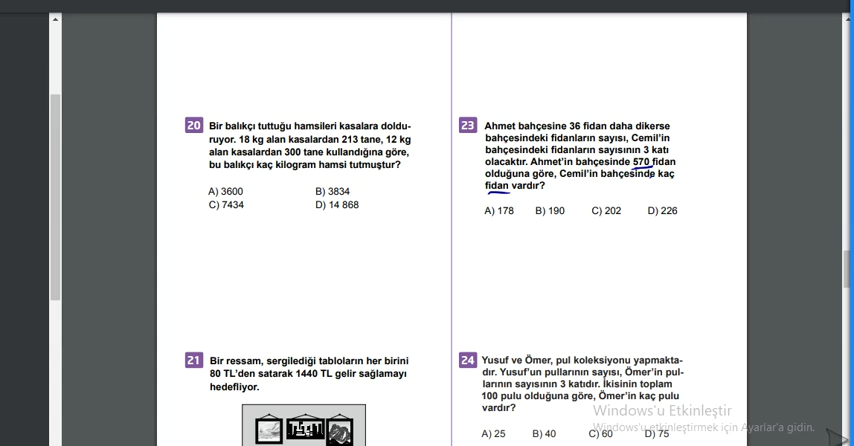 20 Bir balıkçı tuttuğu hamsileri kasalara doldu-
ruyor. 18 kg alan kasalardan 213 tane, 12 kg
alan kasalardan 300 tane kullandığına göre,
bu balıkçı kaç kilogram hamsi tutmuştur?
A) 3600 B) 3834
C) 7434 D) 14 868
21 Bir ressam, sergilediği tabloların her birini
80 TL'den satarak 1440 TL gelir sağlamayı
hedefliyor.
23 Ahmet bahçesine 36 fidan daha dikerse
bahçesindeki fidanların sayısı, Cemil'in
bahçesindeki fidanların sayısının 3 katı
olacaktır. Ahmet'in bahçesinde 570 fidan
olduğuna göre, Cemil'in bahçesinde kaç
fidan vardır?
A) 178 B) 190 C) 202 D) 226
24 Yusuf ve Ömer, pul koleksiyonu yapmakta-
dır. Yusuf'un pullarının sayısı, Ömer'in pul-
larının sayısının 3 katıdır. İkisinin toplam
100 pulu olduğuna göre, Ömer'in kaç pulu
vardır?
A) 25 B) 40 C) 60 D) 75
Windows'u Etkinleştir
Windows'u etkinleştirmek için Ayarlar'a gidin.